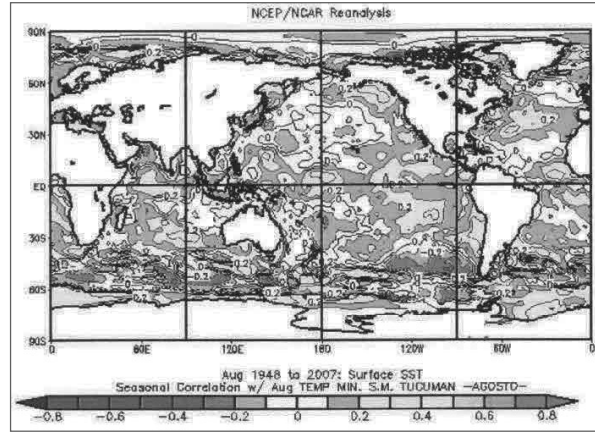 NCEP/NCAR Reanalysis
90N
60N
30N
EQ
30S
60S
90S
0 60E 120E 180 120W 60W 0
Aug 1948 to 2007: Surface SST
Seasonal Correlation w/ Aug TEMP MIN. S.M. TUCUMAN -AGOSTO-
-0.8 -0.6 -0.4 -0.2 0 0.2 0.4 0.6 0.8